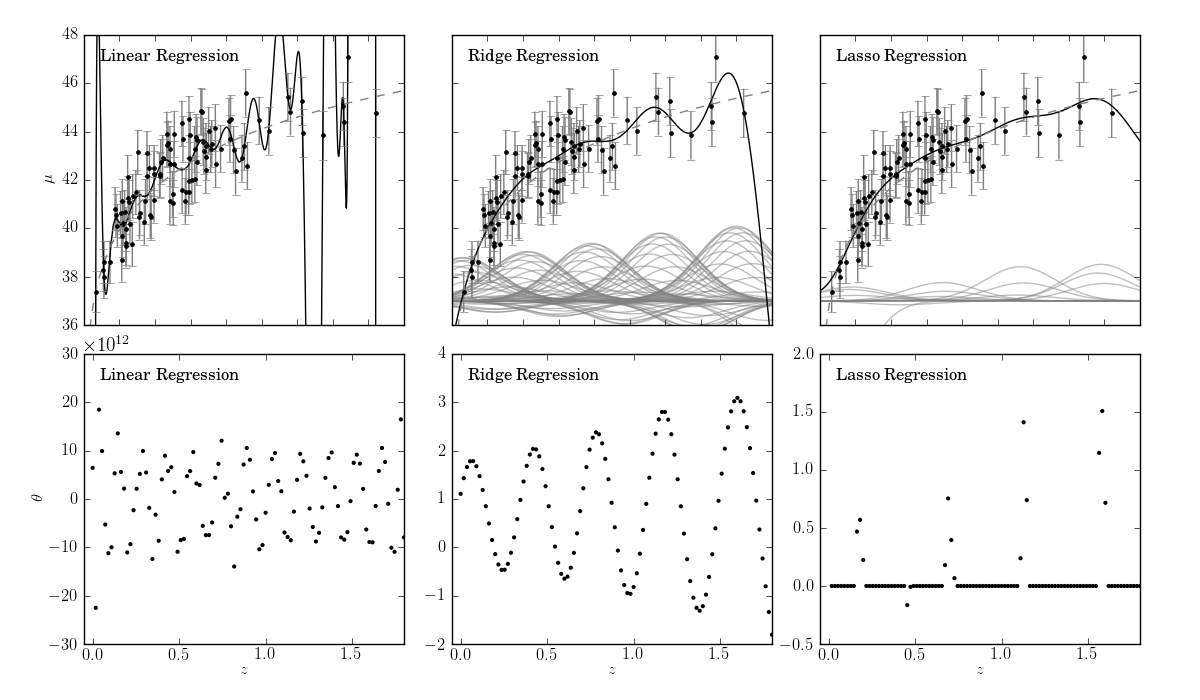 48
46
44
42
40
38
36
μ
Linear Regression
Ridge Regression
Lasso Regression
×10¹²
30
20
10
0
−10
−20
−30
θ
Linear Regression
0.0 0.5 1.0 1.5
z
4
3
2
1
0
−1
−2
Ridge Regression
0.0 0.5 1.0 1.5
z
2.0
1.5
1.0
0.5
0.0
−0.5
Lasso Regression
0.0 0.5 1.0 1.5
z